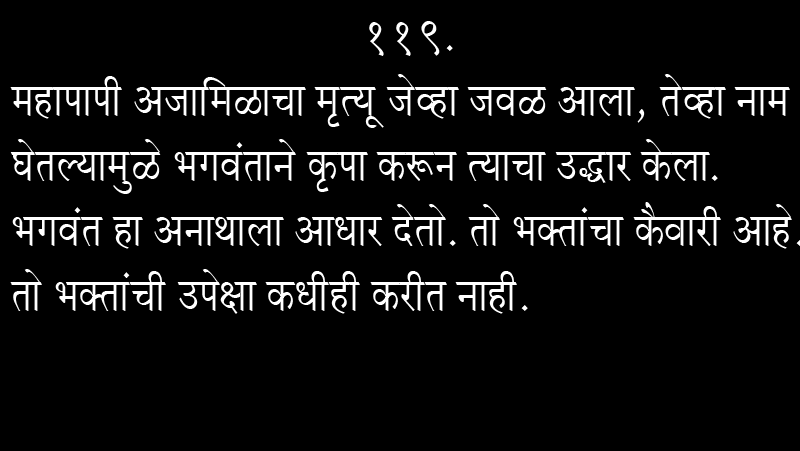 ११९.
महापापी अजामिळाचा मृत्यू जेव्हा जवळ आला, तेव्हा नाम
घेतल्यामुळे भगवंताने कृपा करून त्याचा उद्धार केला.
भगवंत हा अनाथाला आधार देतो. तो भक्तांचा कैवारी आहे.
तो भक्तांची उपेक्षा कधीही करीत नाही.